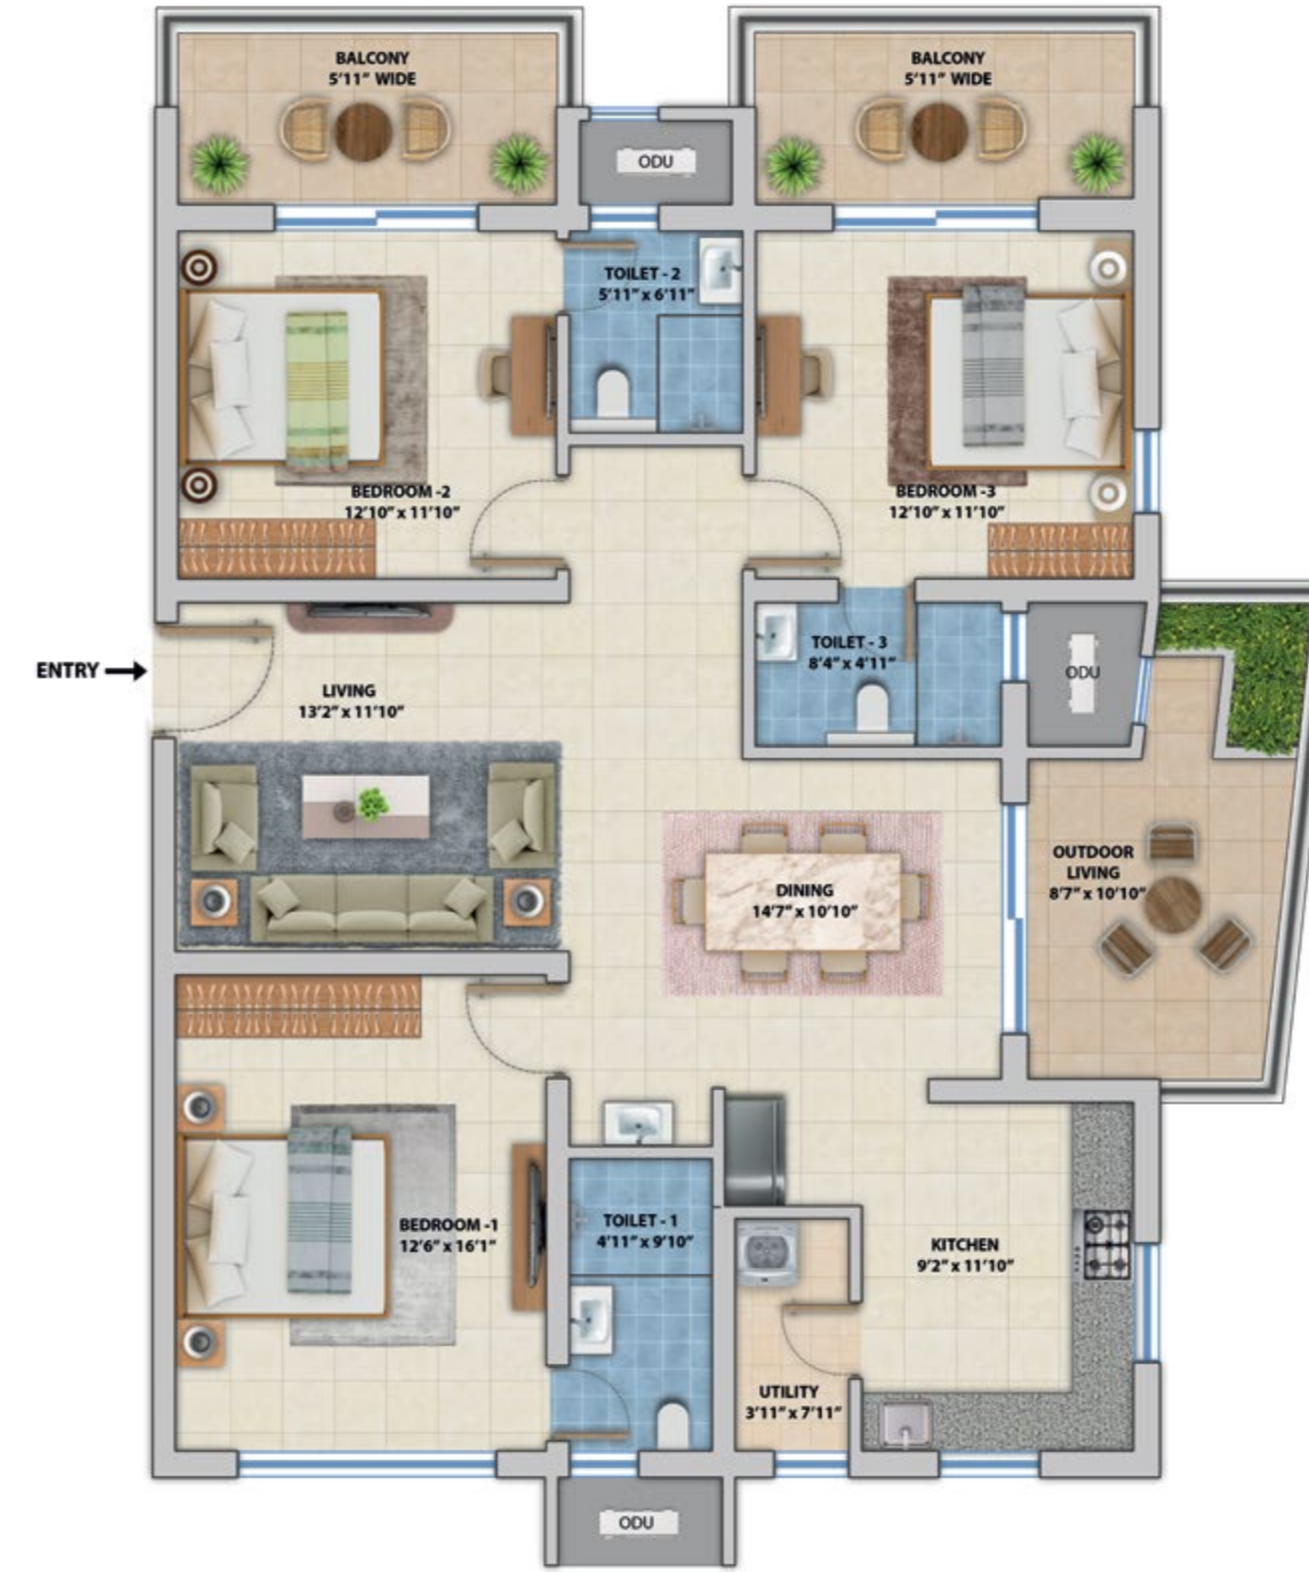 BALCONY
5'11" WIDE
BALCONY
5'11" WIDE
ODU
TOILET - 2
5'11" x 6'11"
BEDROOM -2
12'10" x 11'10"
BEDROOM -3
12'10" x 11'10"
ENTRY
LIVING
13'2" x 11'10"
TOILET - 3
8'4" x 4'11"
ODU
OUTDOOR
LIVING
8'7" x 10'10"
DINING
14'7" x 10'10"
BEDROOM -1
12'6" x 16'1"
TOILET - 1
4'11" x 9'10"
KITCHEN
9'2" x 11'10"
UTILITY
3'11" x 7'11"
ODU